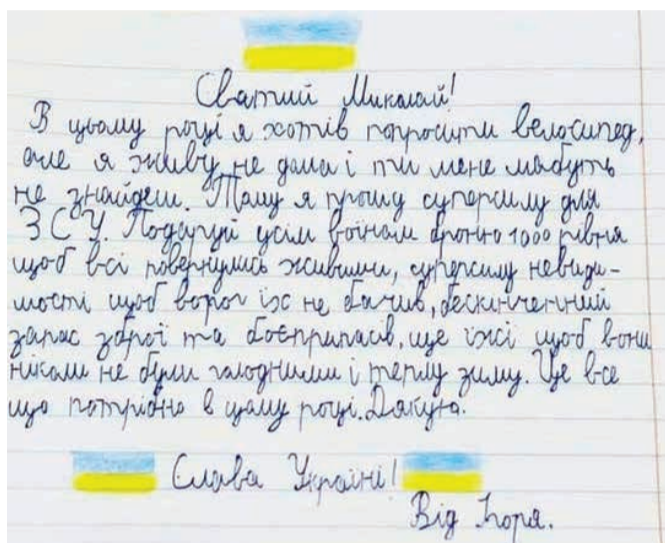 Святий Миколай!
В цьому році я хотів попросити велосипед,
але я живу не дома і ти мене мабуть
не знайдеш. Тому я прошу суперсилу для
ЗСУ. Подаруй усім воїнам броню 1000 рівня
щоб всі повернулись живими, суперсилу невиди-
мості щоб ворог їх не бачив, бескінченний
запас зброї та боєприпасів, ще їжі щоб вони
ніколи не були голодними і теплу зиму. Це все
що потрібно в цьому році. Дякую.
Слава Україні!
Від Ігоря.